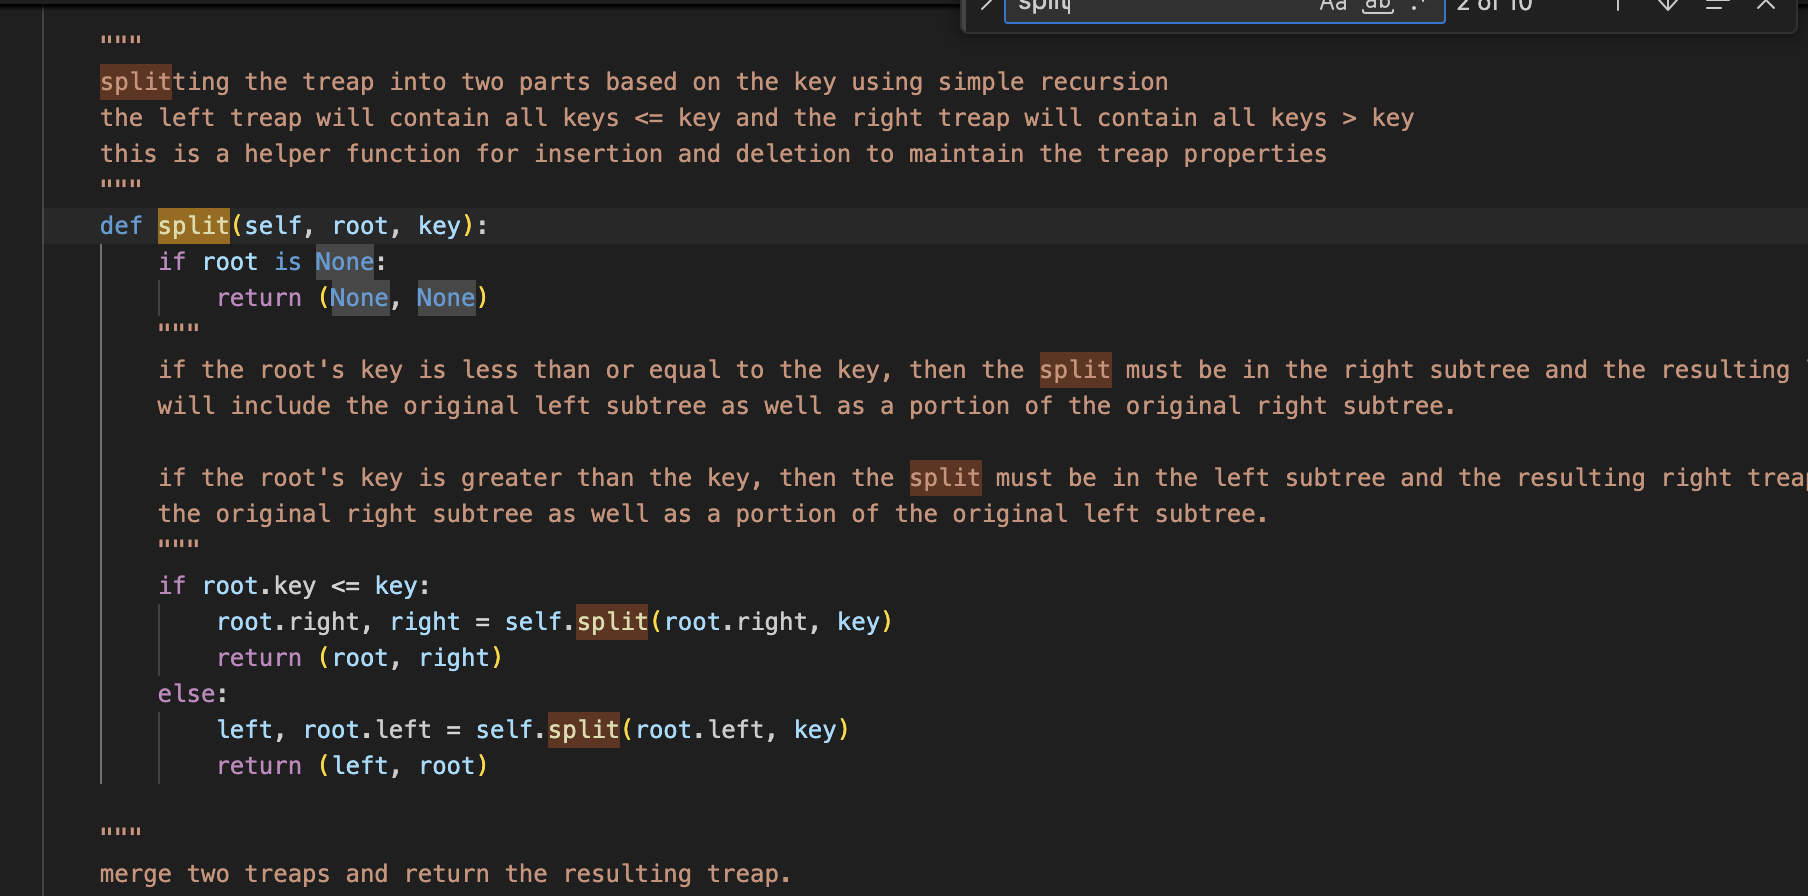 split Aa ab .* 2 of 10
"""
splitting the treap into two parts based on the key using simple recursion
the left treap will contain all keys <= key and the right treap will contain all keys > key
this is a helper function for insertion and deletion to maintain the treap properties
"""
def split(self, root, key):
if root is None:
return (None, None)
"""
if the root's key is less than or equal to the key, then the split must be in the right subtree and the resulting
will include the original left subtree as well as a portion of the original right subtree.
if the root's key is greater than the key, then the split must be in the left subtree and the resulting right
the original right subtree as well as a portion of the original left subtree.
"""
if root.key <= key:
root.right, right = self.split(root.right, key)
return (root, right)
else:
left, root.left = self.split(root.left, key)
return (left, root)
"""
merge two treaps and return the resulting treap.